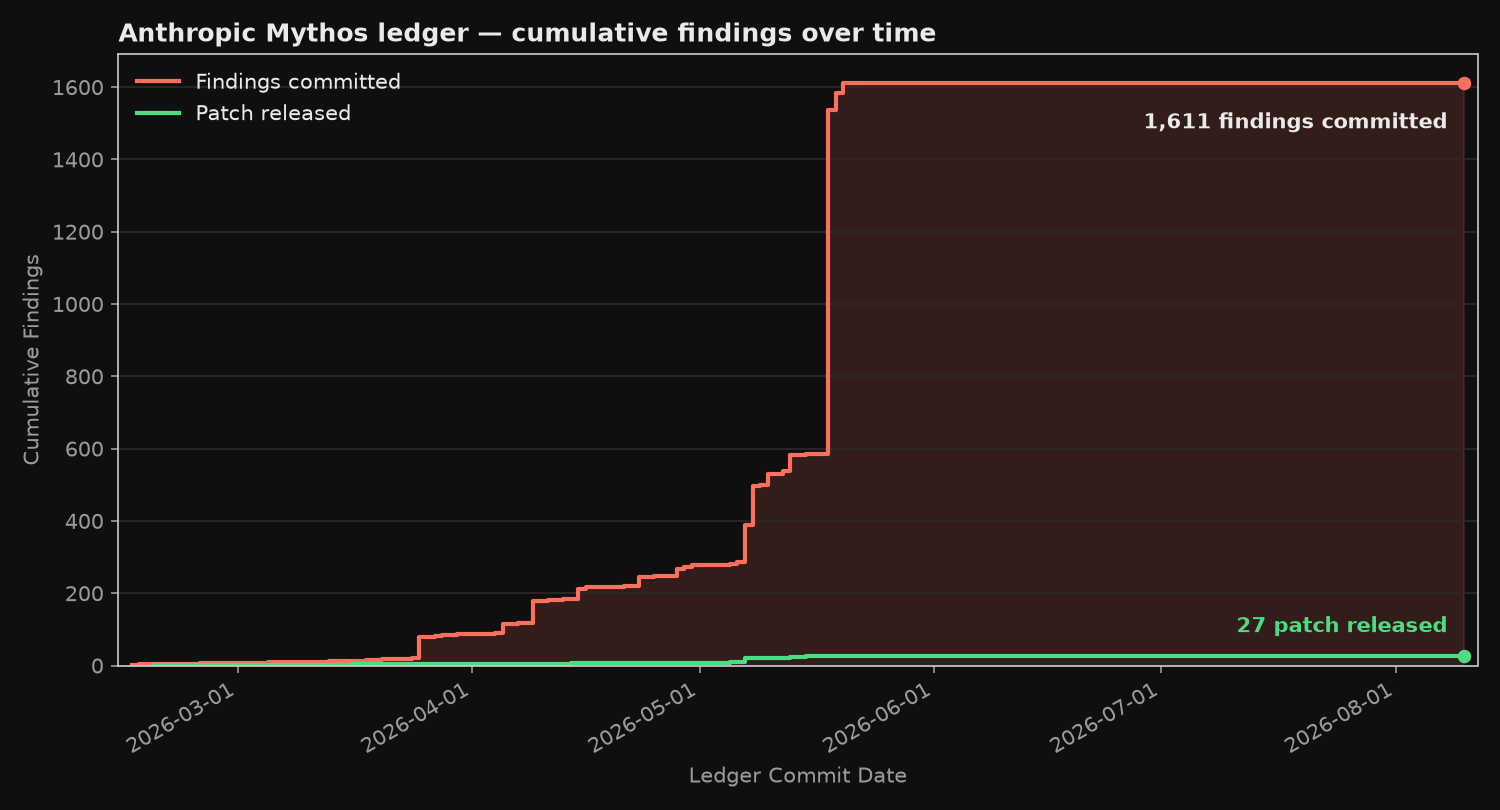 Anthropic Mythos ledger — cumulative findings over time
Findings committed
Patch released
1600
1400
1200
1000
800
600
400
200
0
Cumulative Findings
1,611 findings committed
27 patch released
2026-03-01
2026-04-01
2026-05-01
2026-06-01
2026-07-01
2026-08-01
Ledger Commit Date